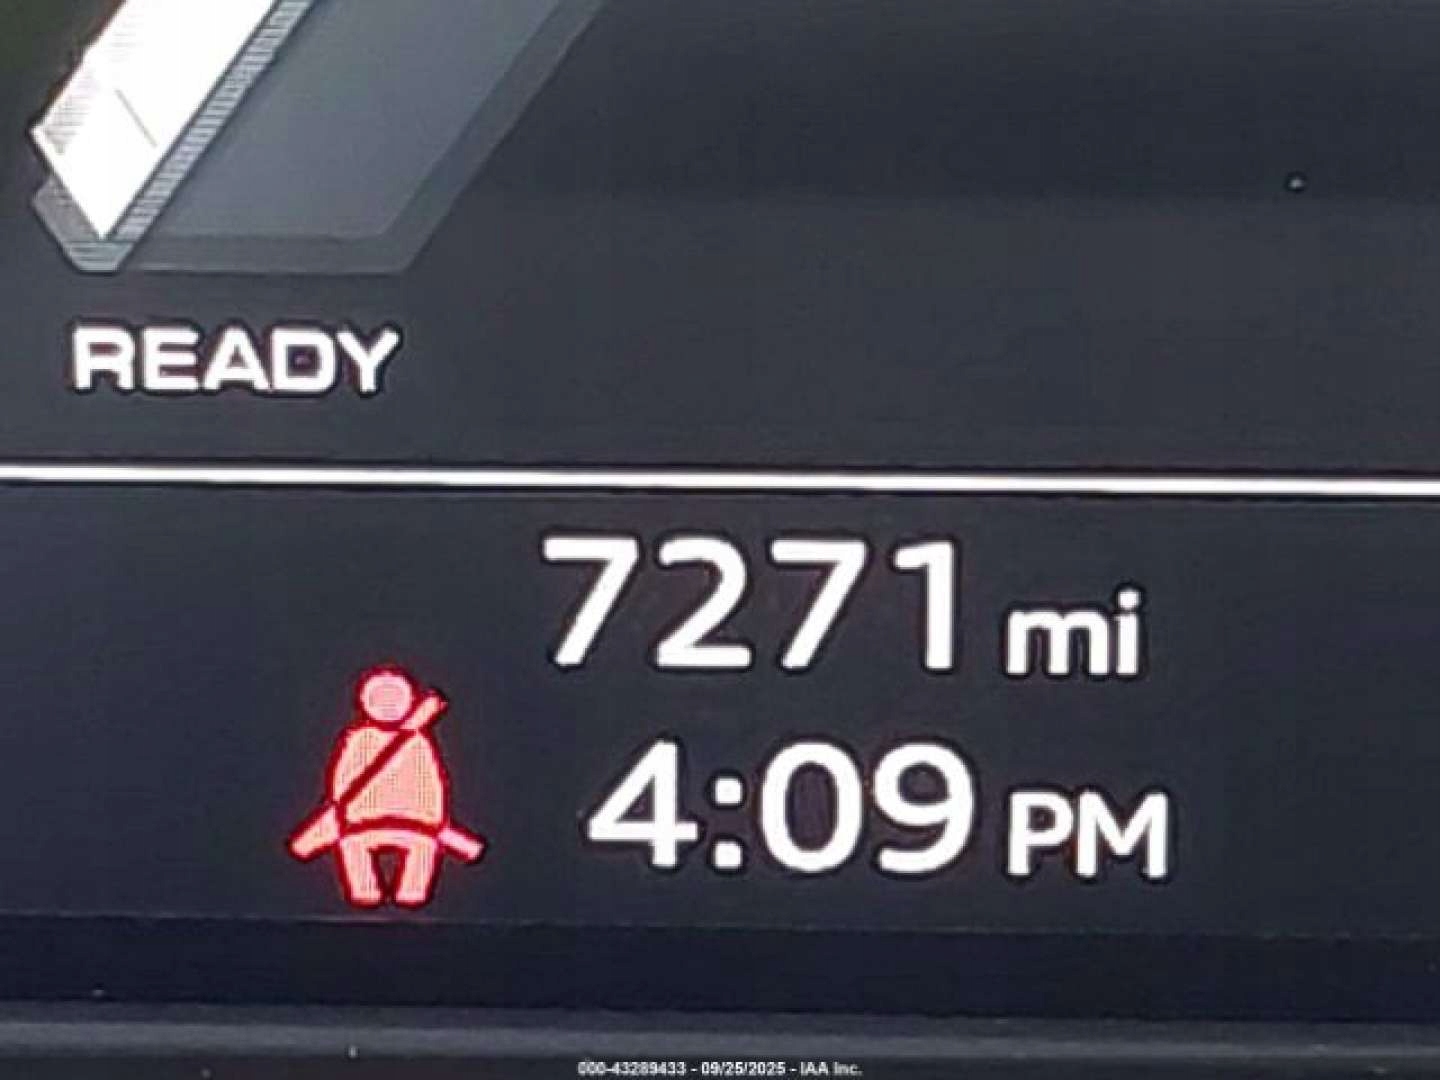 READY
7271 mi
4:09 PM
000-43289433 - 09/25/2025 - IAA Inc.